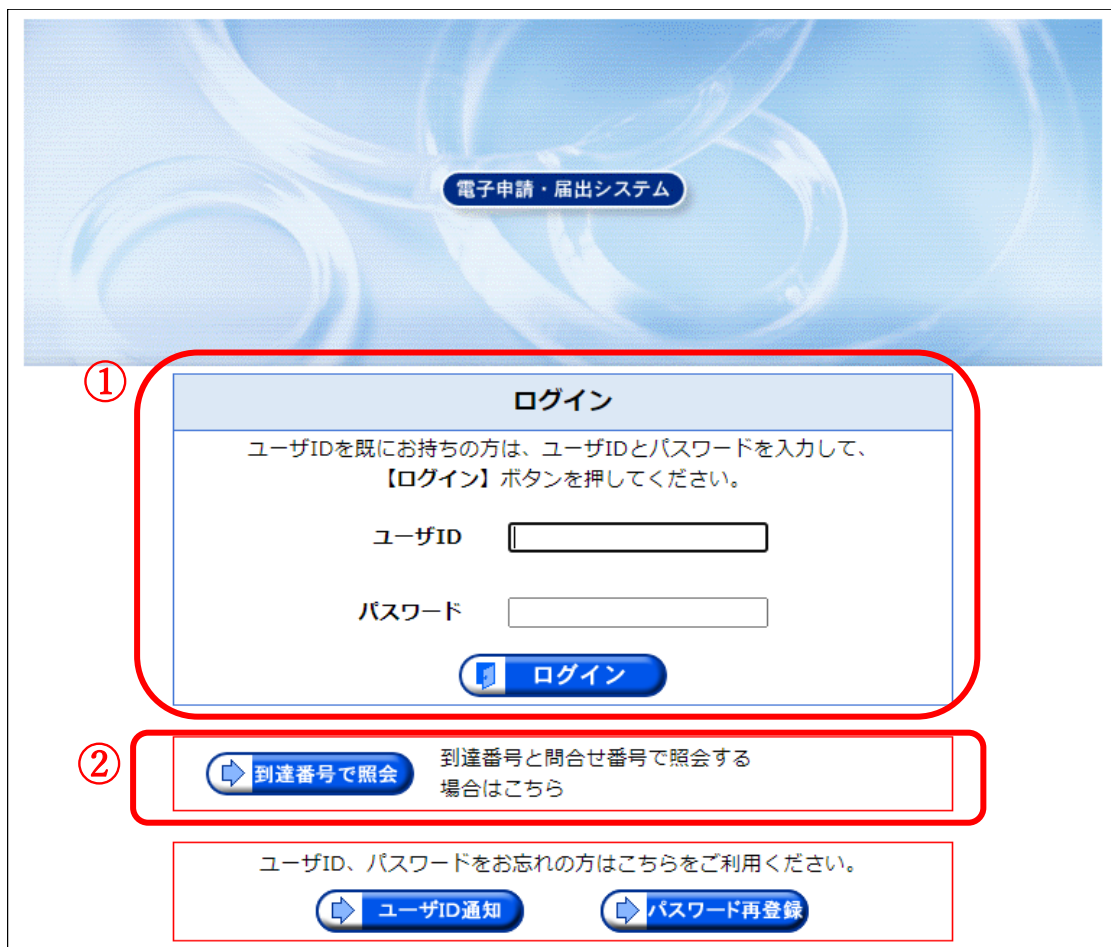 電子申請・届出システム
①
ログイン
ユーザIDを既にお持ちの方は、ユーザIDとパスワードを入力して、
【ログイン】ボタンを押してください。
ユーザID
パスワード
ログイン
②
到達番号で照会
到達番号と問合せ番号で照会する
場合はこちら
ユーザID、パスワードをお忘れの方はこちらをご利用ください。
ユーザID通知
パスワード再登録